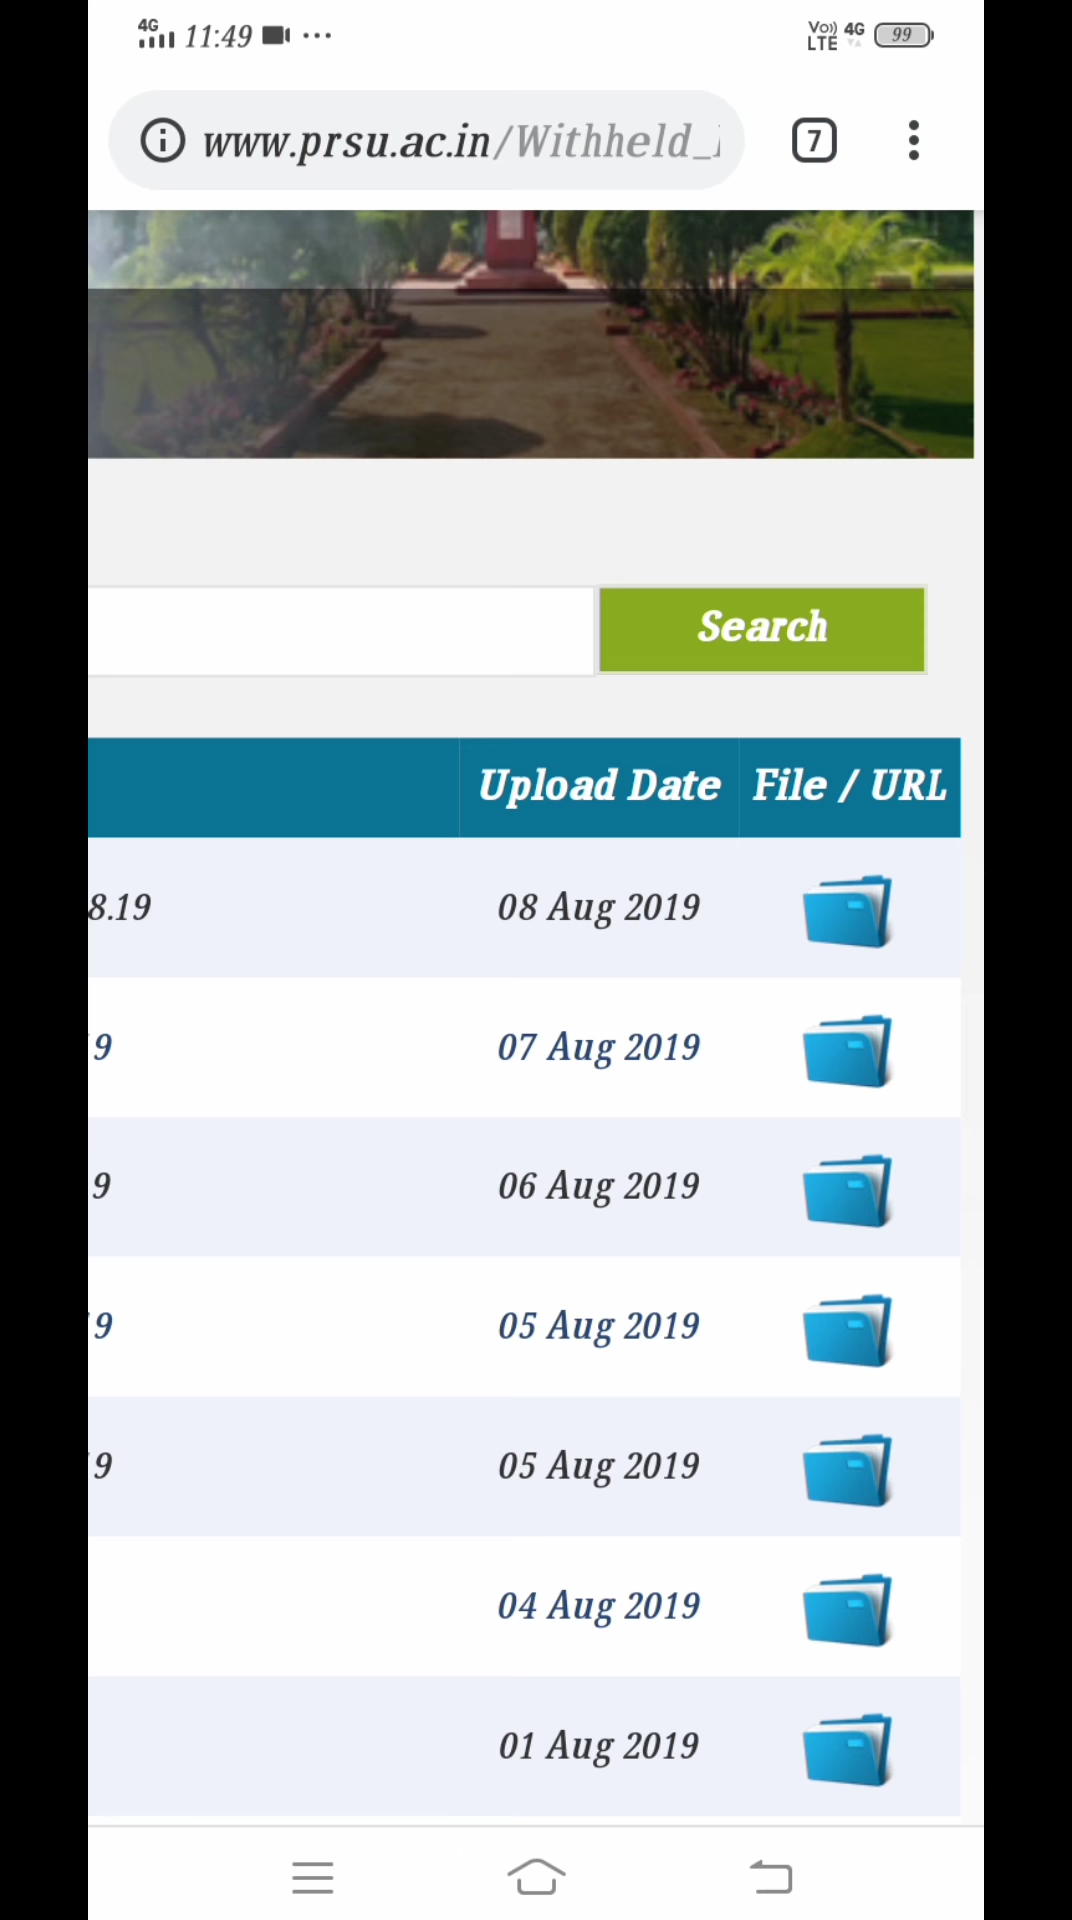 4G 11:49 ... Vo)) LTE 4G 99
www.prsu.ac.in/Withheld_ 7
Search
Upload Date File / URL
8.19 08 Aug 2019
9 07 Aug 2019
9 06 Aug 2019
9 05 Aug 2019
9 05 Aug 2019
04 Aug 2019
01 Aug 2019